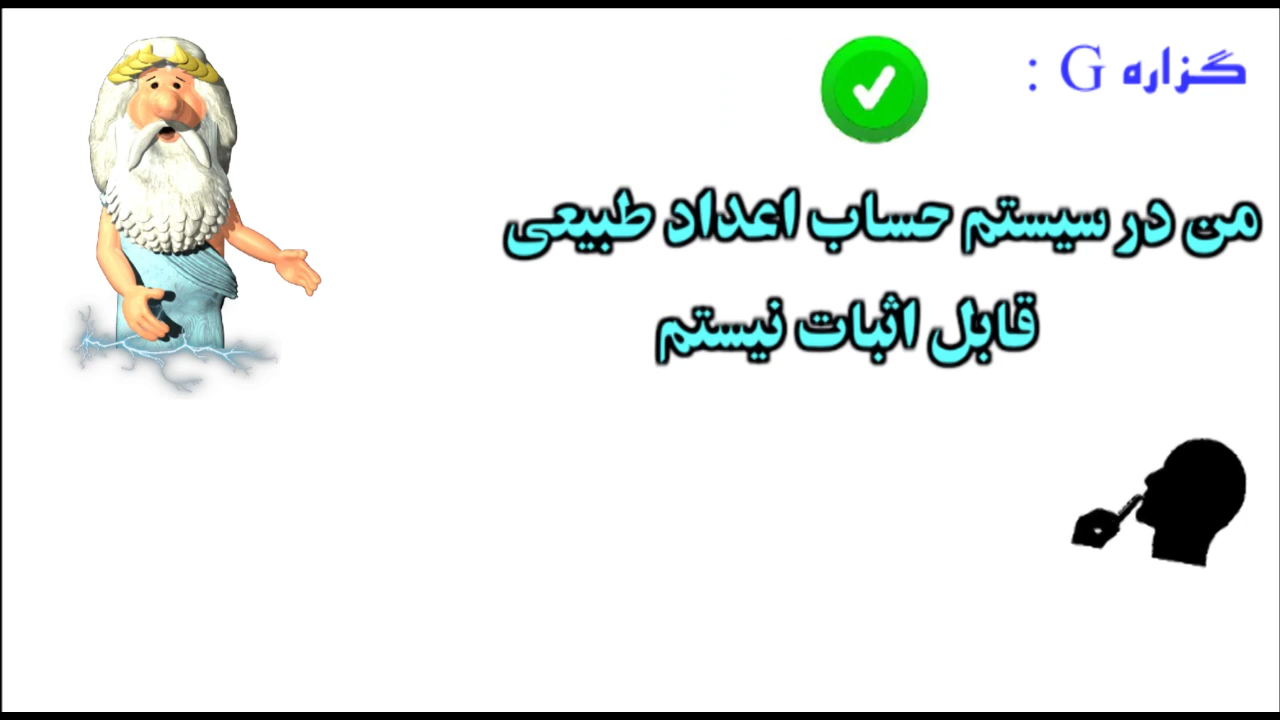 گزاره G :
من در سیستم حساب اعداد طبیعی
قابل اثبات نیستم